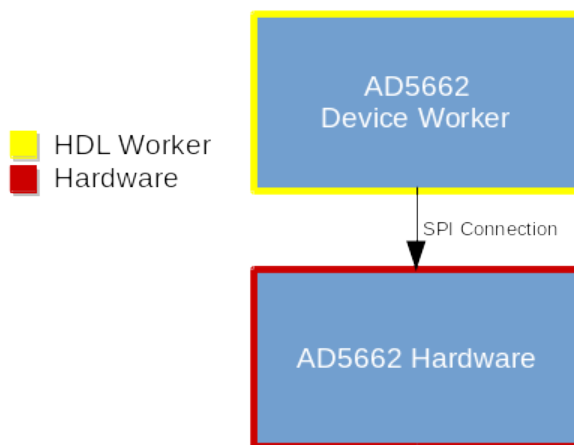 AD5662
Device Worker
HDL Worker
Hardware
SPI Connection
AD5662 Hardware